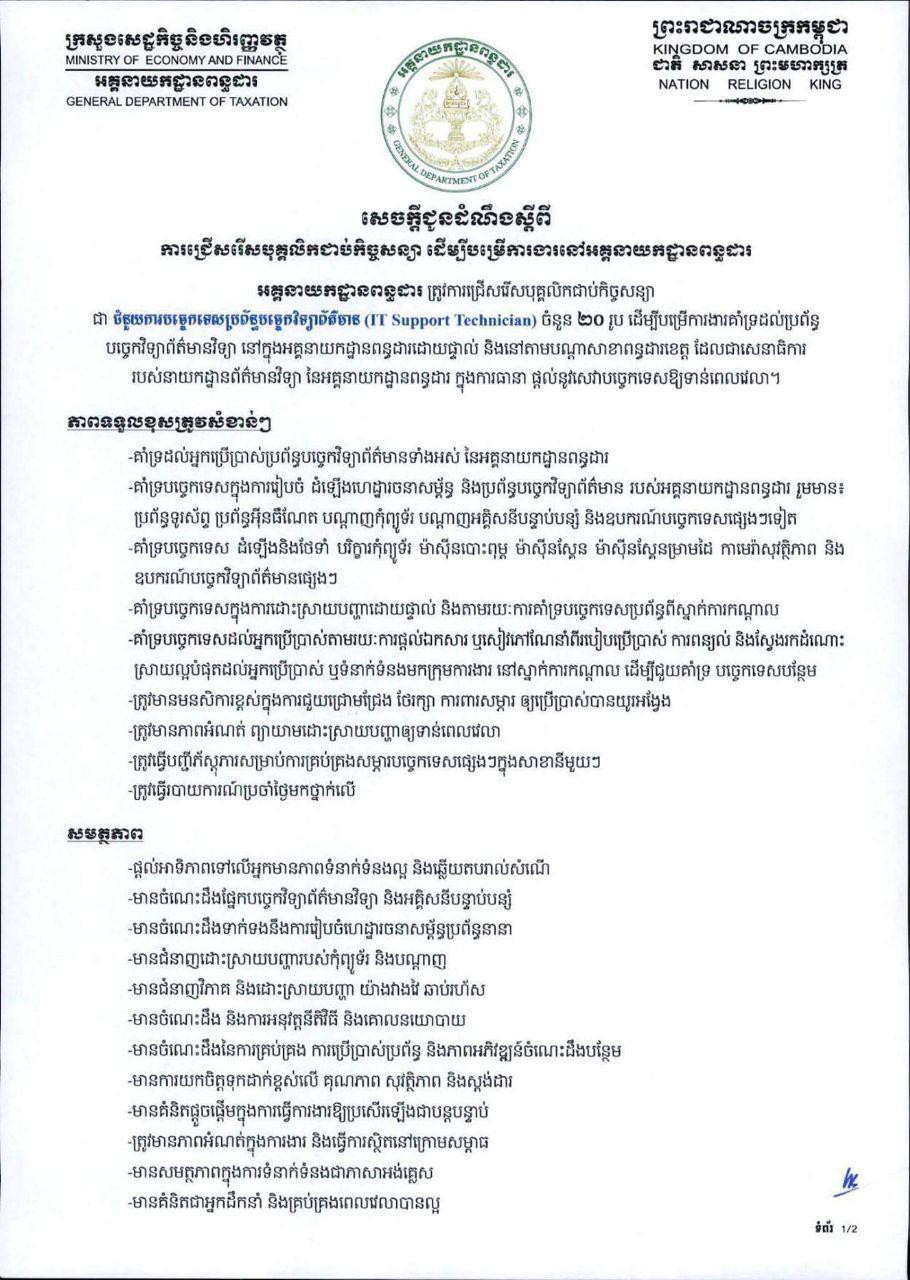 ក្រសួងសេដ្ឋកិច្ចនិងហិរញ្ញវត្ថុ
MINISTRY OF ECONOMY AND FINANCE
អគ្គនាយកដ្ឋានពន្ធដារ
GENERAL DEPARTMENT OF TAXATION
ព្រះរាជាណាចក្រកម្ពុជា
KINGDOM OF CAMBODIA
ជាតិ សាសនា ព្រះមហាក្សត្រ
NATION RELIGION KING
អគ្គនាយកដ្ឋានពន្ធដារ
GENERAL DEPARTMENT OF TAXATION
សេចក្តីជូនដំណឹងស្តីពី
ការជ្រើសរើសបុគ្គលិកជាប់កិច្ចសន្យា ដើម្បីបម្រើការងារនៅអគ្គនាយកដ្ឋានពន្ធដារ
អគ្គនាយកដ្ឋានពន្ធដារ ត្រូវការជ្រើសរើសបុគ្គលិកជាប់កិច្ចសន្យា
ជា ជំនួយការបច្ចេកទេសប្រព័ន្ធបច្ចេកវិទ្យាព័ត៌មាន (IT Support Technician) ចំនួន ២០ រូប ដើម្បីបម្រើការងារគាំទ្រដល់ប្រព័ន្ធ
បច្ចេកវិទ្យាព័ត៌មានវិទ្យា នៅក្នុងអគ្គនាយកដ្ឋានពន្ធដារដោយផ្ទាល់ និងនៅតាមបណ្តាសាខាពន្ធដារខេត្ត ដែលជាសេនាធិការ
របស់នាយកដ្ឋានព័ត៌មានវិទ្យា នៃអគ្គនាយកដ្ឋានពន្ធដារ ក្នុងការធានា ផ្តល់នូវសេវាបច្ចេកទេសឱ្យទាន់ពេលវេលា។
ភាពទទួលខុសត្រូវសំខាន់ៗ
-គាំទ្រដល់អ្នកប្រើប្រាស់ប្រព័ន្ធបច្ចេកវិទ្យាព័ត៌មានទាំងអស់ នៃអគ្គនាយកដ្ឋានពន្ធដារ
-គាំទ្របច្ចេកទេសក្នុងការរៀបចំ ដំឡើងហេដ្ឋារចនាសម្ព័ន្ធ និងប្រព័ន្ធបច្ចេកវិទ្យាព័ត៌មាន របស់អគ្គនាយកដ្ឋានពន្ធដារ រួមមាន៖
ប្រព័ន្ធទូរស័ព្ទ ប្រព័ន្ធអ៊ីនធឺណែត បណ្តាញកុំព្យូទ័រ បណ្តាញអគ្គិសនីបន្ទាប់បន្សំ និងឧបករណ៍បច្ចេកទេសផ្សេងៗទៀត
-គាំទ្របច្ចេកទេស ដំឡើងនិងថែទាំ បរិក្ខារកុំព្យូទ័រ ម៉ាស៊ីនបោះពុម្ព ម៉ាស៊ីនស្កែន ម៉ាស៊ីនស្កែនម្រាមដៃ កាមេរ៉ាសុវត្ថិភាព និង
ឧបករណ៍បច្ចេកវិទ្យាព័ត៌មានផ្សេងៗ
-គាំទ្របច្ចេកទេសក្នុងការដោះស្រាយបញ្ហាដោយផ្ទាល់ និងតាមរយៈការគាំទ្របច្ចេកទេសប្រព័ន្ធពីស្នាក់ការកណ្តាល
-គាំទ្របច្ចេកទេសដល់អ្នកប្រើប្រាស់តាមរយៈការផ្តល់ឯកសារ ឬសៀវភៅណែនាំពីរបៀបប្រើប្រាស់ ការពន្យល់ និងស្វែងរកដំណោះ
ស្រាយល្អបំផុតដល់អ្នកប្រើប្រាស់ ឬទំនាក់ទំនងមកក្រុមការងារ នៅស្នាក់ការកណ្តាល ដើម្បីជួយគាំទ្រ បច្ចេកទេសបន្ថែម
-ត្រូវមានមនសិការខ្ពស់ក្នុងការជួយជ្រោមជ្រែង ថែរក្សា ការពារសម្ភារ ឲ្យប្រើប្រាស់បានយូរអង្វែង
-ត្រូវមានភាពអំណត់ ព្យាយាមដោះស្រាយបញ្ហាឲ្យទាន់ពេលវេលា
-ត្រូវធ្វើបញ្ជីភ័ស្តុភារសម្រាប់ការគ្រប់គ្រងសម្ភារបច្ចេកទេសផ្សេងៗក្នុងសាខានីមួយៗ
-ត្រូវធ្វើរបាយការណ៍ប្រចាំថ្ងៃមកថ្នាក់លើ
សមត្ថភាព
-ផ្តល់អាទិភាពទៅលើអ្នកមានភាពទំនាក់ទំនងល្អ និងឆ្លើយតបរាល់សំណើ
-មានចំណេះដឹងផ្នែកបច្ចេកវិទ្យាព័ត៌មានវិទ្យា និងអគ្គិសនីបន្ទាប់បន្សំ
-មានចំណេះដឹងទាក់ទងនឹងការរៀបចំហេដ្ឋារចនាសម្ព័ន្ធប្រព័ន្ធនានា
-មានជំនាញដោះស្រាយបញ្ហារបស់កុំព្យូទ័រ និងបណ្តាញ
-មានជំនាញវិភាគ និងដោះស្រាយបញ្ហា យ៉ាងវាងវៃ ឆាប់រហ័ស
-មានចំណេះដឹង និងការអនុវត្តនីតិវិធី និងគោលនយោបាយ
-មានចំណេះដឹងនៃការគ្រប់គ្រង ការប្រើប្រាស់ប្រព័ន្ធ និងភាពអភិវឌ្ឍន៍ចំណេះដឹងបន្ថែម
-មានការយកចិត្តទុកដាក់ខ្ពស់លើ គុណភាព សុវត្ថិភាព និងស្តង់ដារ
-មានគំនិតផ្តួចផ្តើមក្នុងការធ្វើការងារឱ្យប្រសើរឡើងជាបន្តបន្ទាប់
-ត្រូវមានភាពអំណត់ក្នុងការងារ និងធ្វើការស្ថិតនៅក្រោមសម្ពាធ
-មានសមត្ថភាពក្នុងការទំនាក់ទំនងជាភាសាអង់គ្លេស
-មានគំនិតជាអ្នកដឹកនាំ និងគ្រប់គ្រងពេលវេលាបានល្អ
ទំព័រ 1/2